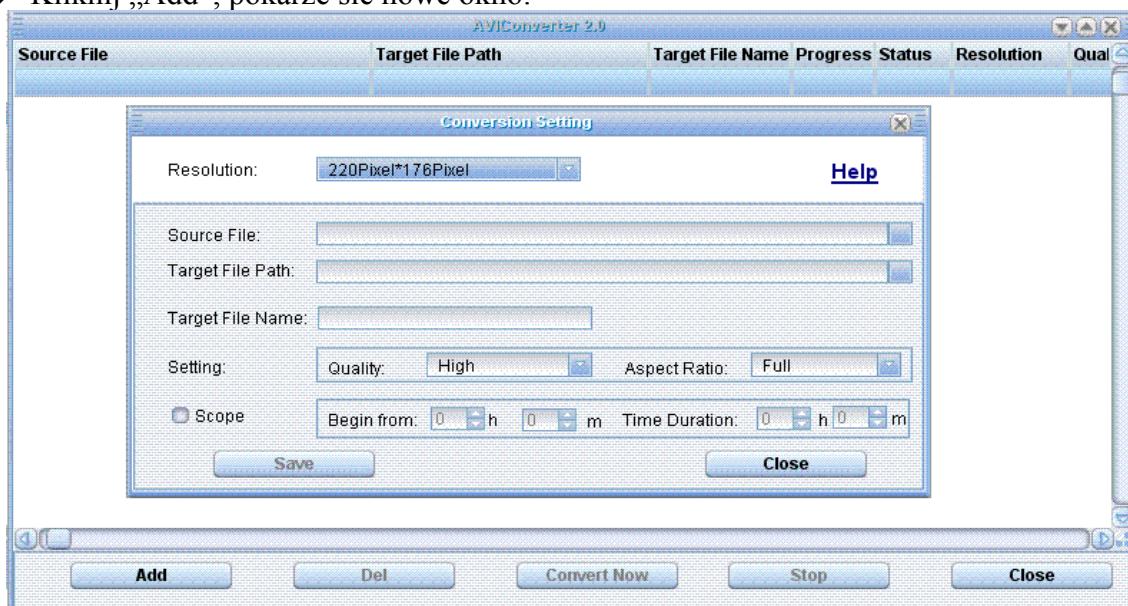 Kliknij „Add", pokarze sie nowe okno:
AVIConverter 2.0
Source File Target File Path Target File Name Progress Status Resolution Qual
Conversion Setting
Resolution: 220Pixel*176Pixel Help
Source File:
Target File Path:
Target File Name:
Setting: Quality: High Aspect Ratio: Full
Scope Begin from: 0 h 0 m Time Duration: 0 h 0 m
Save Close
Add Del Convert Now Stop Close